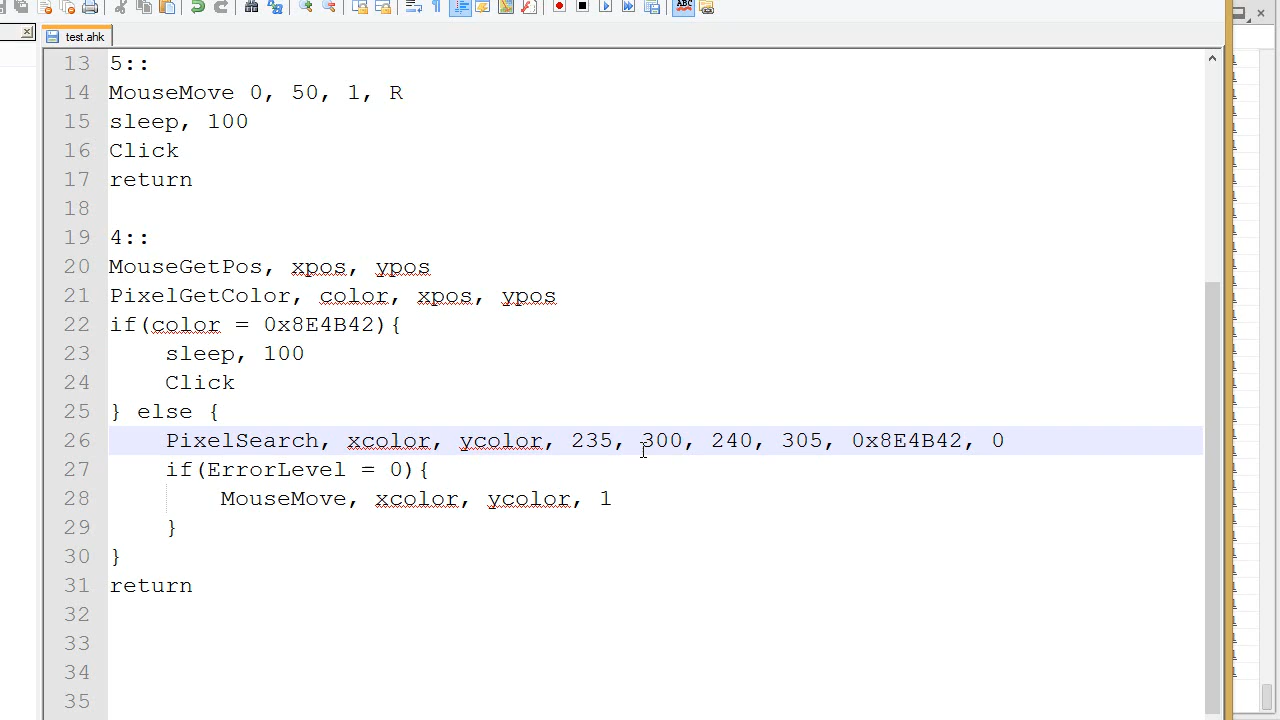 test.ahk
13 5::
14 MouseMove 0, 50, 1, R
15 sleep, 100
16 Click
17 return
18
19 4::
20 MouseGetPos, xpos, ypos
21 PixelGetColor, color, xpos, ypos
22 if(color = 0x8E4B42){
23 sleep, 100
24 Click
25 } else {
26 PixelSearch, xcolor, ycolor, 235, 300, 240, 305, 0x8E4B42, 0
27 if(ErrorLevel = 0){
28 MouseMove, xcolor, ycolor, 1
29 }
30 }
31 return
32
33
34
35